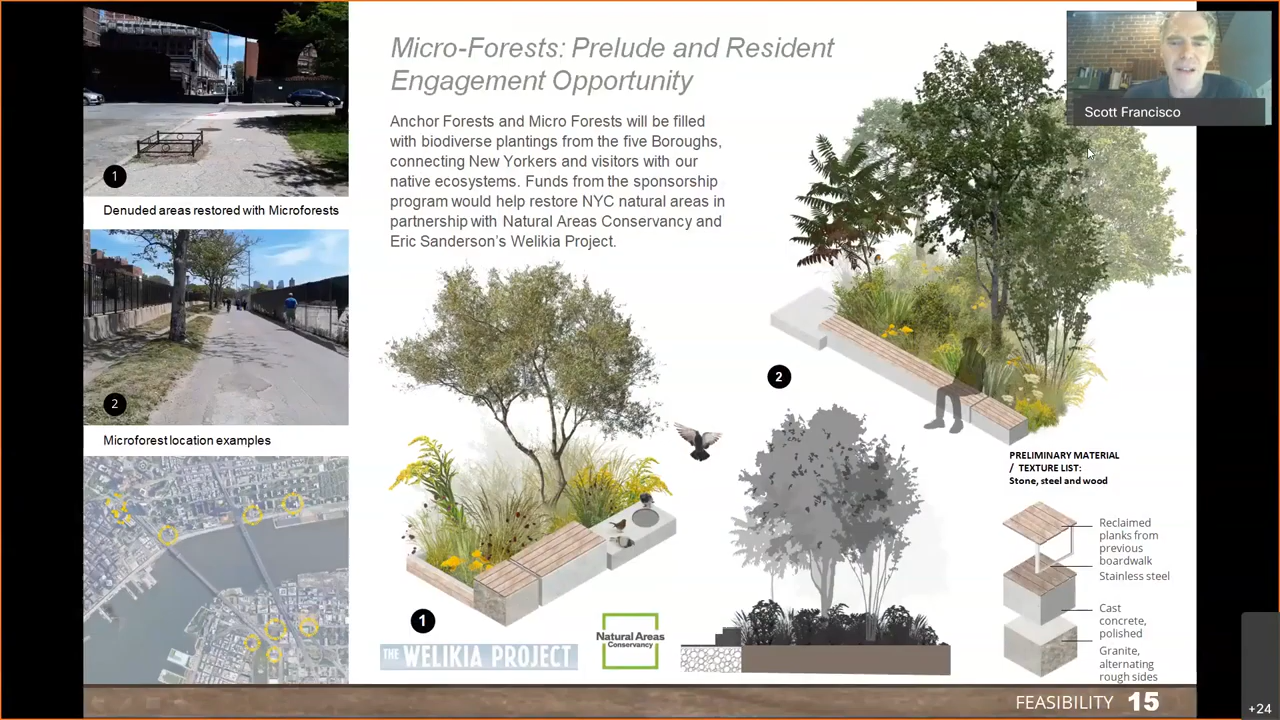 Micro-Forests: Prelude and Resident
Engagement Opportunity
Anchor Forests and Micro Forests will be filled
with biodiverse plantings from the five Boroughs,
connecting New Yorkers and visitors with our
native ecosystems. Funds from the sponsorship
program would help restore NYC natural areas in
partnership with Natural Areas Conservancy and
Eric Sanderson’s Welikia Project.
Scott Francisco
1
Denuded areas restored with Microforests
2
Microforest location examples
2
1
THE WELIKIA PROJECT
Natural Areas
Conservancy
PRELIMINARY MATERIAL
/ TEXTURE LIST:
Stone, steel and wood
Reclaimed
planks from
previous
boardwalk
Stainless steel
Cast
concrete,
polished
Granite,
alternating
rough sides
FEASIBILITY 15
+24